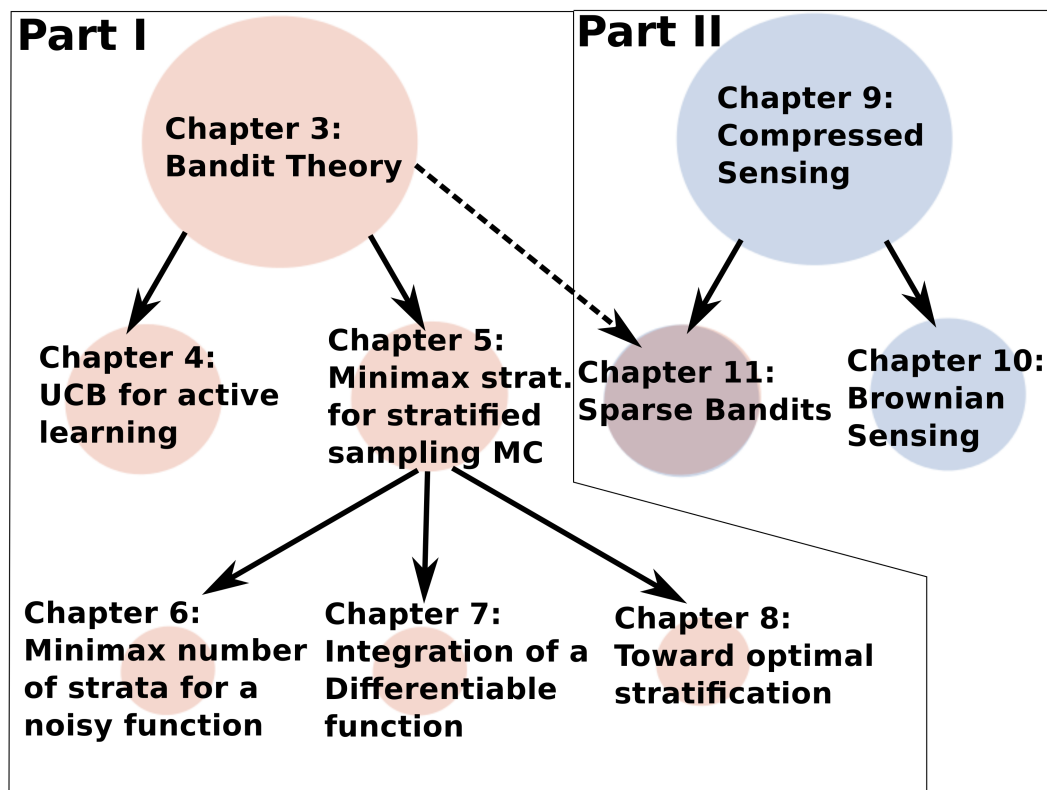 Part I
Part II
Chapter 3:
Bandit Theory
Chapter 9:
Compressed
Sensing
Chapter 4:
UCB for active
learning
Chapter 5:
Minimax strat.
for stratified
sampling MC
Chapter 11:
Sparse Bandits
Chapter 10:
Brownian
Sensing
Chapter 6:
Minimax number
of strata for a
noisy function
Chapter 7:
Integration of a
Differentiable
function
Chapter 8:
Toward optimal
stratification